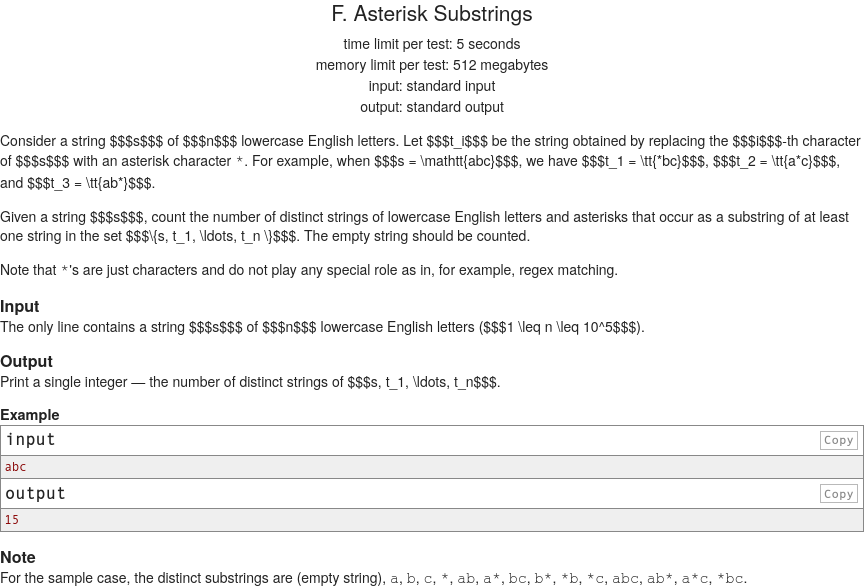 F. Asterisk Substrings
time limit per test: 5 seconds
memory limit per test: 512 megabytes
input: standard input
output: standard output
Consider a string $$$s$$$ of $$$n$$$ lowercase English letters. Let $$$t_i$$$ be the string obtained by replacing the $$$i$$$-th character
of $$$s$$$ with an asterisk character *. For example, when $$$s = \mathtt{abc}$$$, we have $$$t_1 = \tt{*bc}$$$, $$$t_2 = \tt{a*c}$$$,
and $$$t_3 = \tt{ab*}$$$.
Given a string $$$s$$$, count the number of distinct strings of lowercase English letters and asterisks that occur as a substring of at least
one string in the set $$$\{s, t_1, \ldots, t_n \}$$$. The empty string should be counted.
Note that *'s are just characters and do not play any special role as in, for example, regex matching.
Input
The only line contains a string $$$s$$$ of $$$n$$$ lowercase English letters ($$$1 \leq n \leq 10^5$$$).
Output
Print a single integer — the number of distinct strings of $$$s, t_1, \ldots, t_n$$$.
Example
input Copy
abc
output Copy
15
Note
For the sample case, the distinct substrings are (empty string), a, b, c, *, ab, a*, bc, b*, *b, *c, abc, ab*, a*c, *bc.